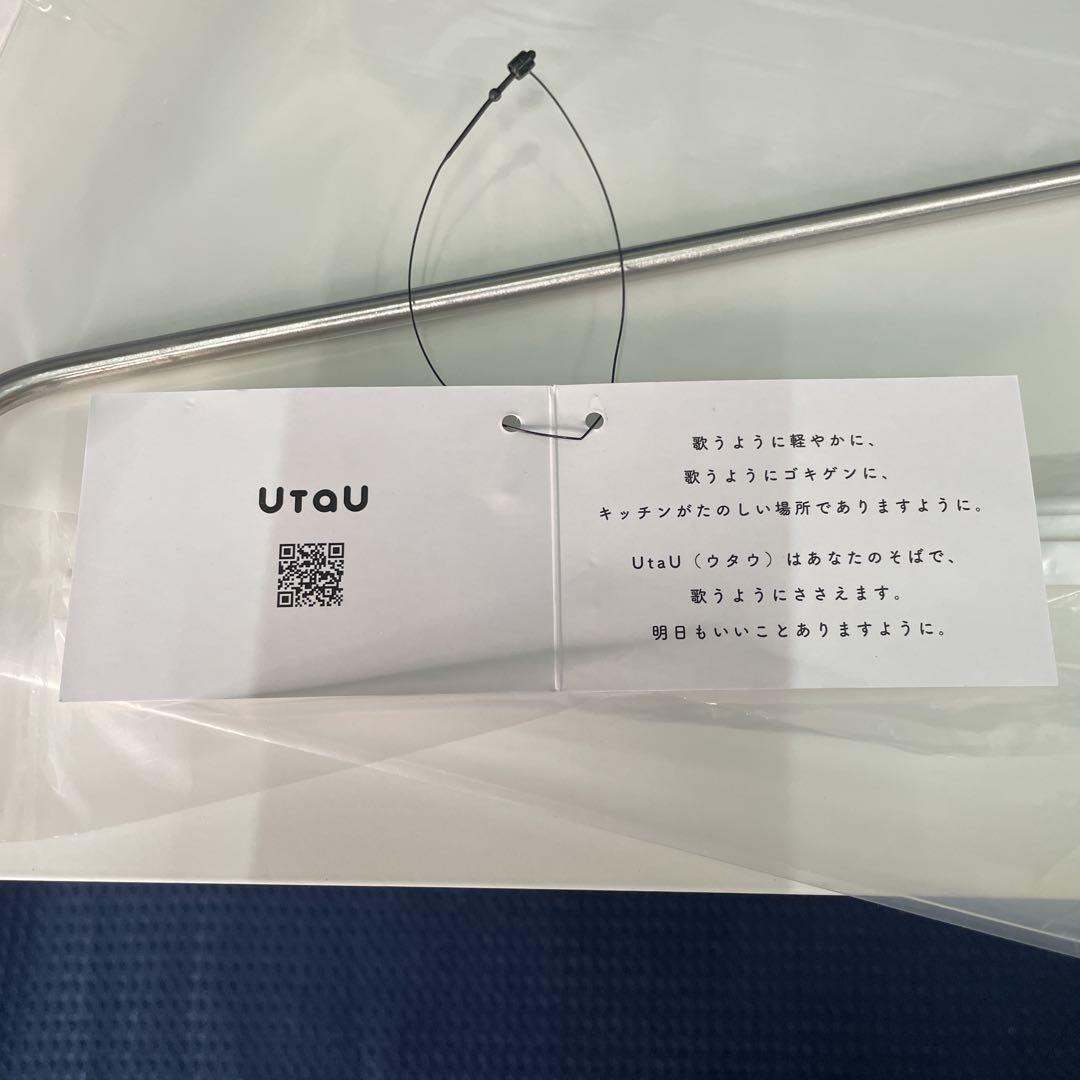 UTaU
歌うように軽やかに、
歌うようにゴキゲンに、
キッチンがたのしい場所でありますように。
UtaU（ウタウ）はあなたのそばで、
歌うようにささえます。
明日もいいことありますように。